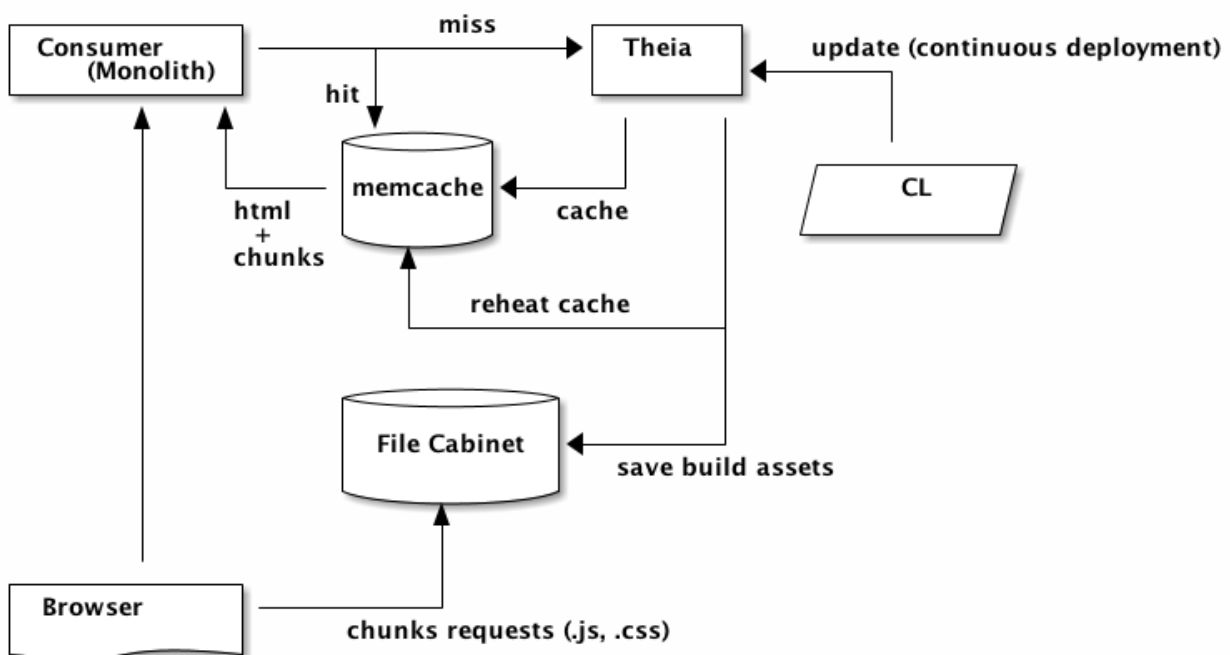 miss
Consumer
(Monolith)
Theia
update (continuous deployment)
hit
memcache
CL
html
+
chunks
cache
reheat cache
File Cabinet
save build assets
Browser
chunks requests (.js, .css)